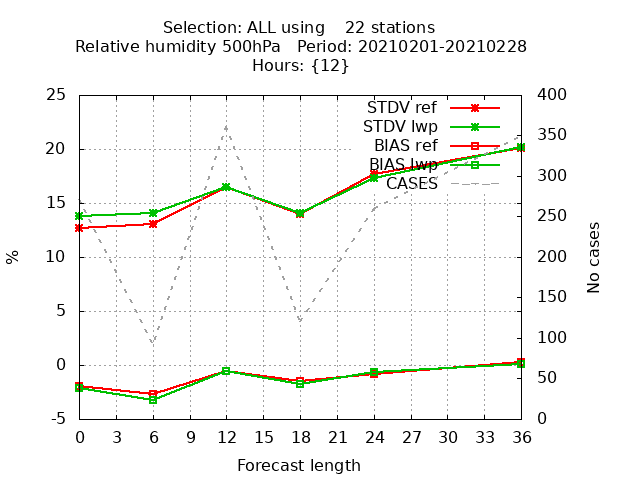 Selection: ALL using    22 stations
Relative humidity 500hPa   Period: 20210201-20210228
Hours: {12}
STDV ref
STDV lwp
BIAS ref
BIAS lwp
CASES
25
20
15
10
5
0
-5
%
400
350
300
250
200
150
100
50
0
No cases
0 3 6 9 12 15 18 21 24 27 30 33 36
Forecast length